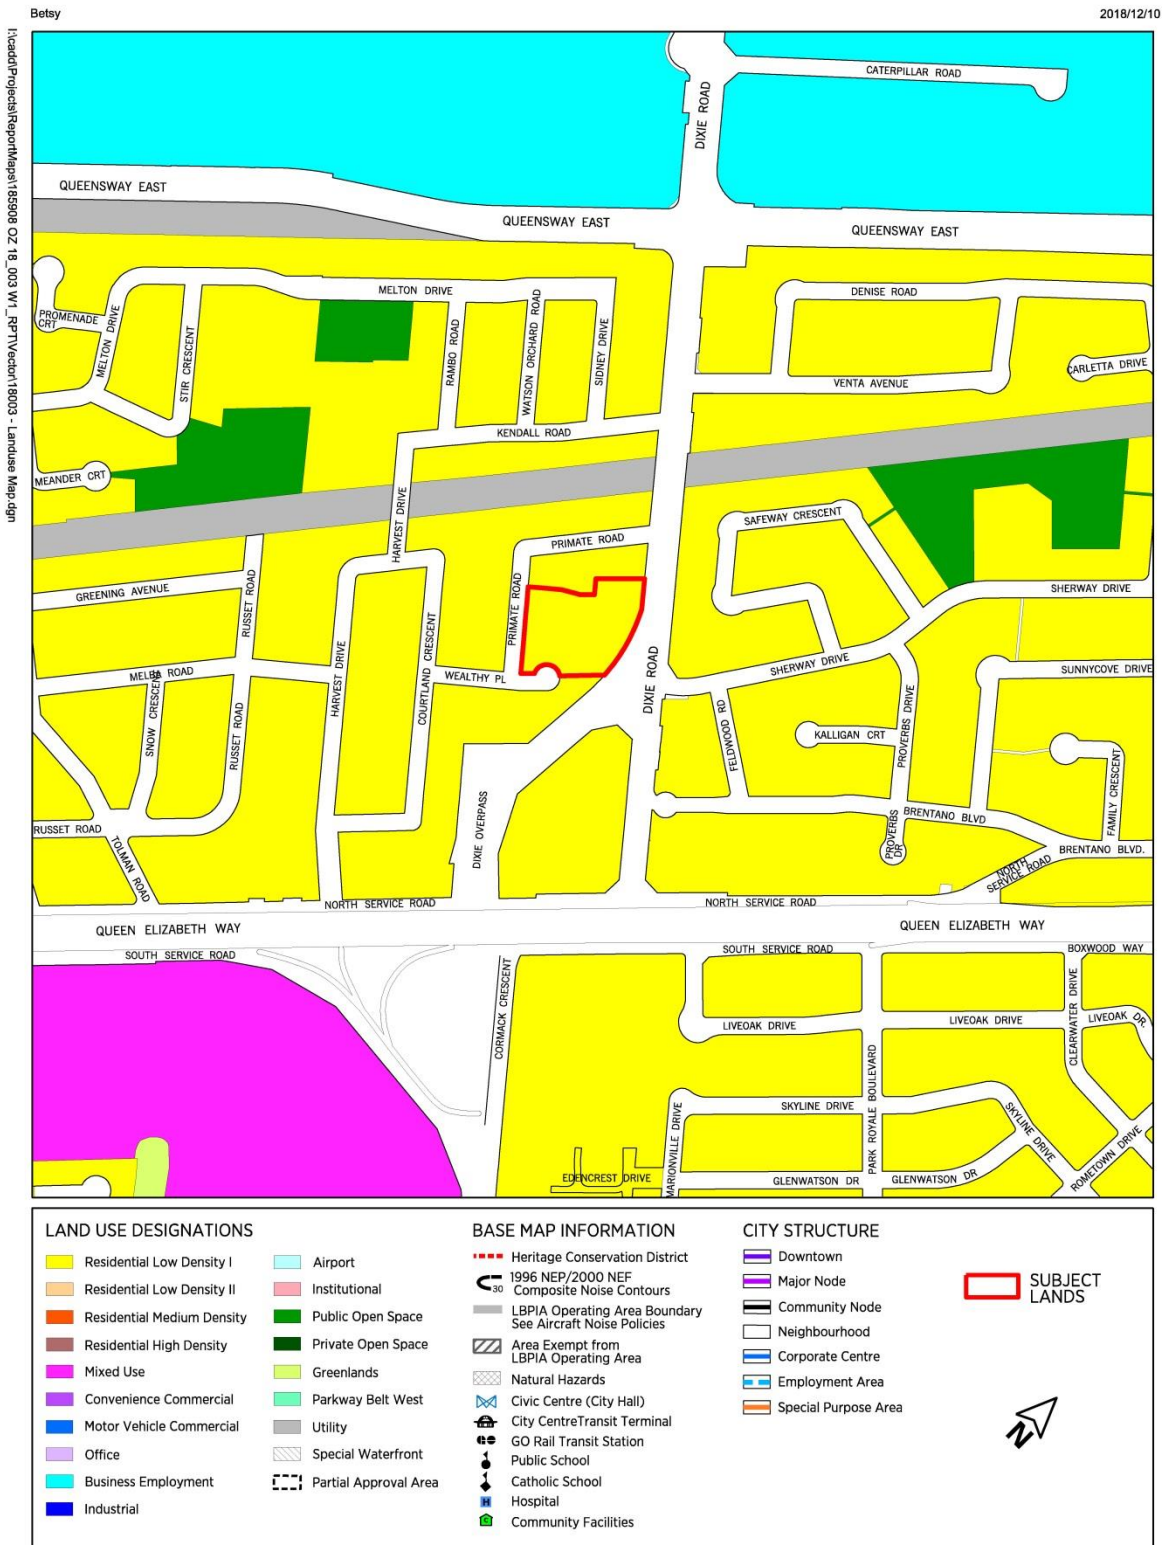 Betsy
2018/12/10
I:\cadd\Projects\ReportMaps\185908 OZ 18_003 W1_RPT\Vector\18003 - Landuse Map.dgn
CATERPILLAR ROAD
DIXIE ROAD
QUEENSWAY EAST
QUEENSWAY EAST
QUEENSWAY EAST
MELTON DRIVE
DENISE ROAD
PROMENADE
CRT
MELTON DRIVE
STIR CRESCENT
RAMBO ROAD
WATSON ORCHARD ROAD
SIDNEY DRIVE
CARLETTA DRIVE
VENTA AVENUE
KENDALL ROAD
MEANDER CRT
HARVEST DRIVE
SAFEWAY CRESCENT
PRIMATE ROAD
GREENING AVENUE
RUSSET ROAD
PRIMATE ROAD
SHERWAY DRIVE
MELBA ROAD
SNOW CRESCENT
HARVEST DRIVE
COURTLAND CRESCENT
WEALTHY PL
DIXIE ROAD
SHERWAY DRIVE
SUNNYCOVE DRIVE
RUSSET ROAD
FELDWOOD RD
KALLIGAN CRT
PROVERBS DRIVE
FAMILY CRESCENT
DIXIE OVERPASS
BRENTANO BLVD
RUSSET ROAD
TOLMAN ROAD
PROVERBS
DR
BRENTANO BLVD.
NORTH
SERVICE ROAD
NORTH SERVICE ROAD
NORTH SERVICE ROAD
QUEEN ELIZABETH WAY
QUEEN ELIZABETH WAY
SOUTH SERVICE ROAD
SOUTH SERVICE ROAD
BOXWOOD WAY
CORMACK CRESCENT
CLEARWATER DRIVE
LIVEOAK DRIVE
LIVEOAK DRIVE
LIVEOAK DR.
PARK ROYALE BOULEVARD
SKYLINE DRIVE
SKYLINE DRIVE
MARIONVILLE DRIVE
ROMETOWN DRIVE
EDENCREST DRIVE
GLENWATSON DR
GLENWATSON DR
LAND USE DESIGNATIONS
Residential Low Density I
Residential Low Density II
Residential Medium Density
Residential High Density
Mixed Use
Convenience Commercial
Motor Vehicle Commercial
Office
Business Employment
Industrial
Airport
Institutional
Public Open Space
Private Open Space
Greenlands
Parkway Belt West
Utility
Special Waterfront
Partial Approval Area
BASE MAP INFORMATION
Heritage Conservation District
30
1996 NEP/2000 NEF
Composite Noise Contours
LBPIA Operating Area Boundary
See Aircraft Noise Policies
Area Exempt from
LBPIA Operating Area
Natural Hazards
Civic Centre (City Hall)
City CentreTransit Terminal
GO Rail Transit Station
Public School
Catholic School
H
Hospital
C
Community Facilities
CITY STRUCTURE
Downtown
Major Node
Community Node
Neighbourhood
Corporate Centre
Employment Area
Special Purpose Area
SUBJECT
LANDS
N